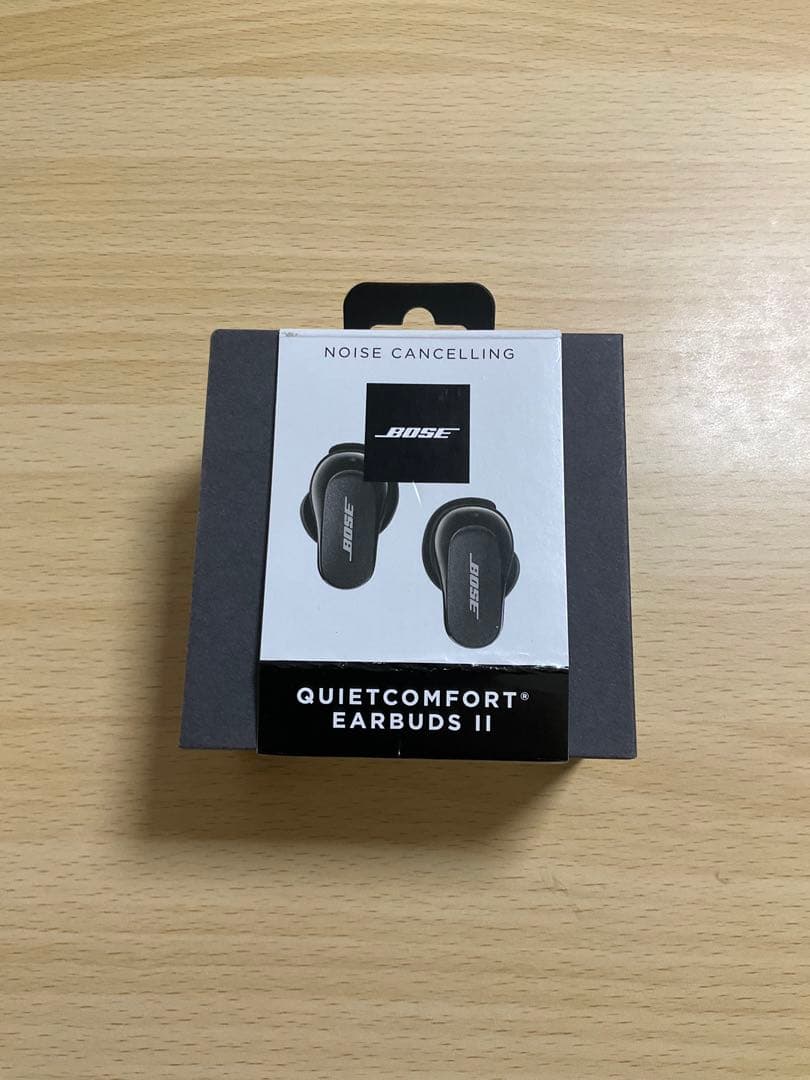 NOISE CANCELLING
BOSE
BOSE
BOSE
QUIETCOMFORT®
EARBUDS II